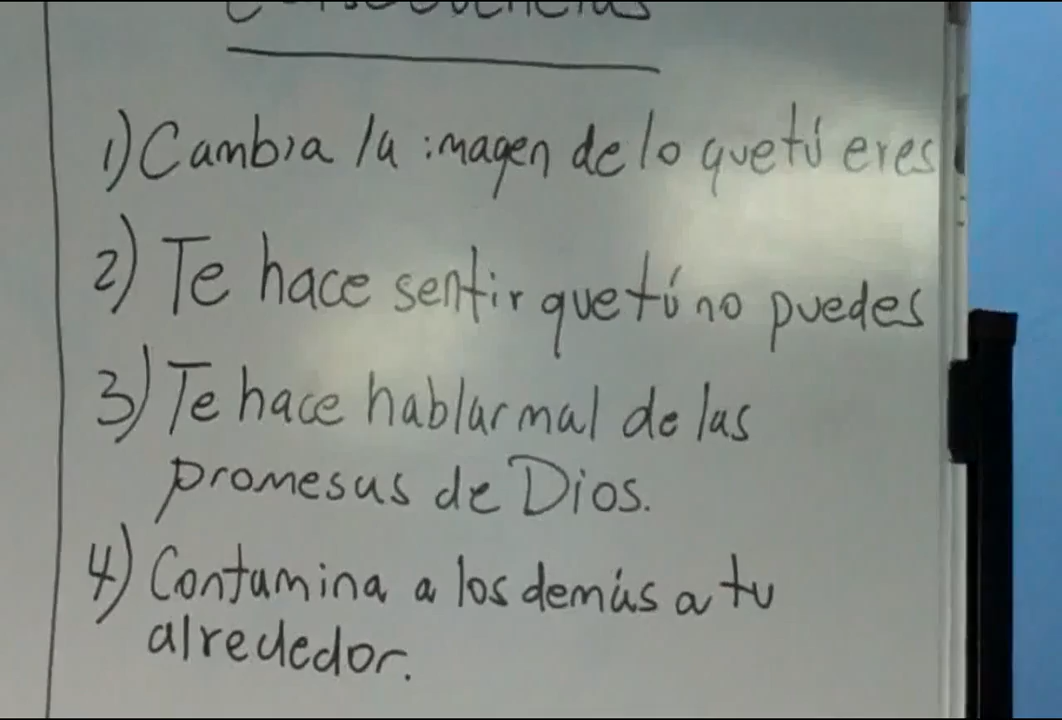 Consecuencias
1) Cambia la imagen de lo que tú eres
2) Te hace sentir que tú no puedes
3) Te hace hablar mal de las
promesas de Dios.
4) Contamina a los demás a tu
alrededor.